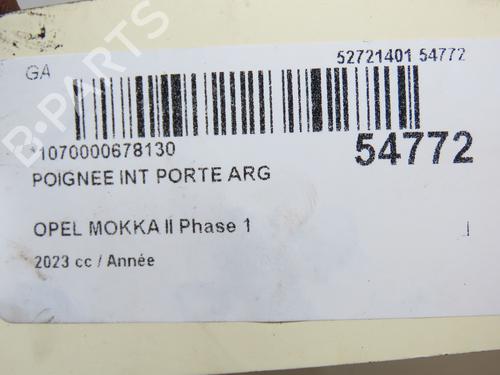 GA
52721401 54772
*1070000678130
54772
POIGNEE INT PORTE ARG
OPEL MOKKA II Phase 1
2023 cc / Année
B-PARTS